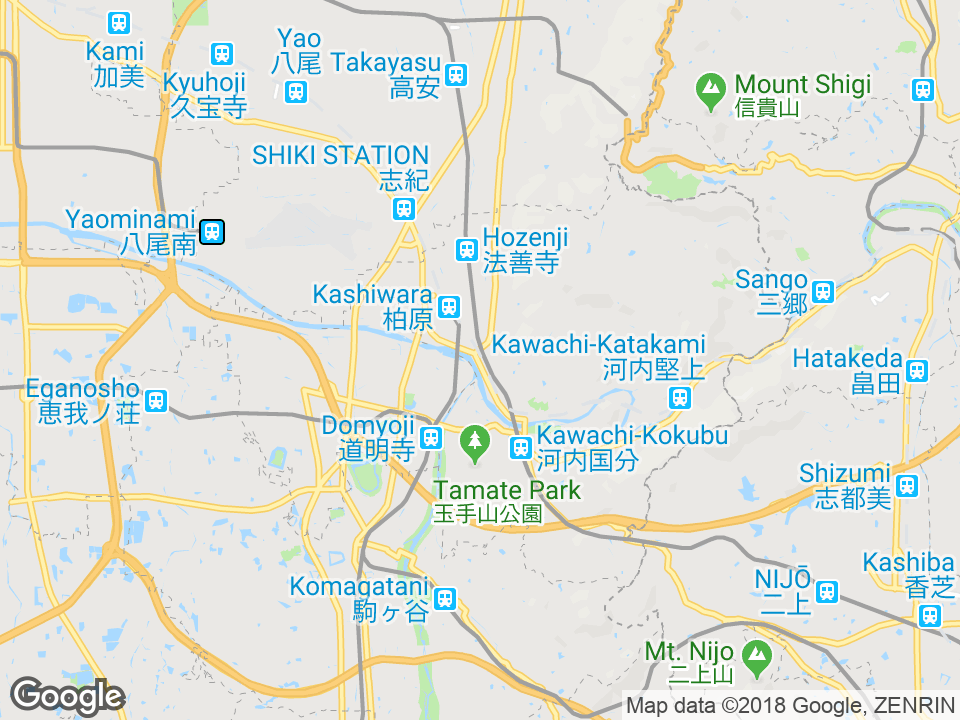 Kami
加美
Kyuhoji
久宝寺
Yao
八尾
Takayasu
高安
Mount Shigi
信貴山
SHIKI STATION
志紀
Yaominami
八尾南
Hozenji
法善寺
Sango
三郷
Kashiwara
柏原
Kawachi-Katakami
河内堅上
Hatakeda
畠田
Eganosho
恵我ノ荘
Domyoji
道明寺
Kawachi-Kokubu
河内国分
Shizumi
志都美
Tamate Park
玉手山公園
Kashiba
香芝
Komagatani
駒ヶ谷
NIJŌ
二上
Mt. Nijo
二上山
Google
Map data ©2018 Google, ZENRIN